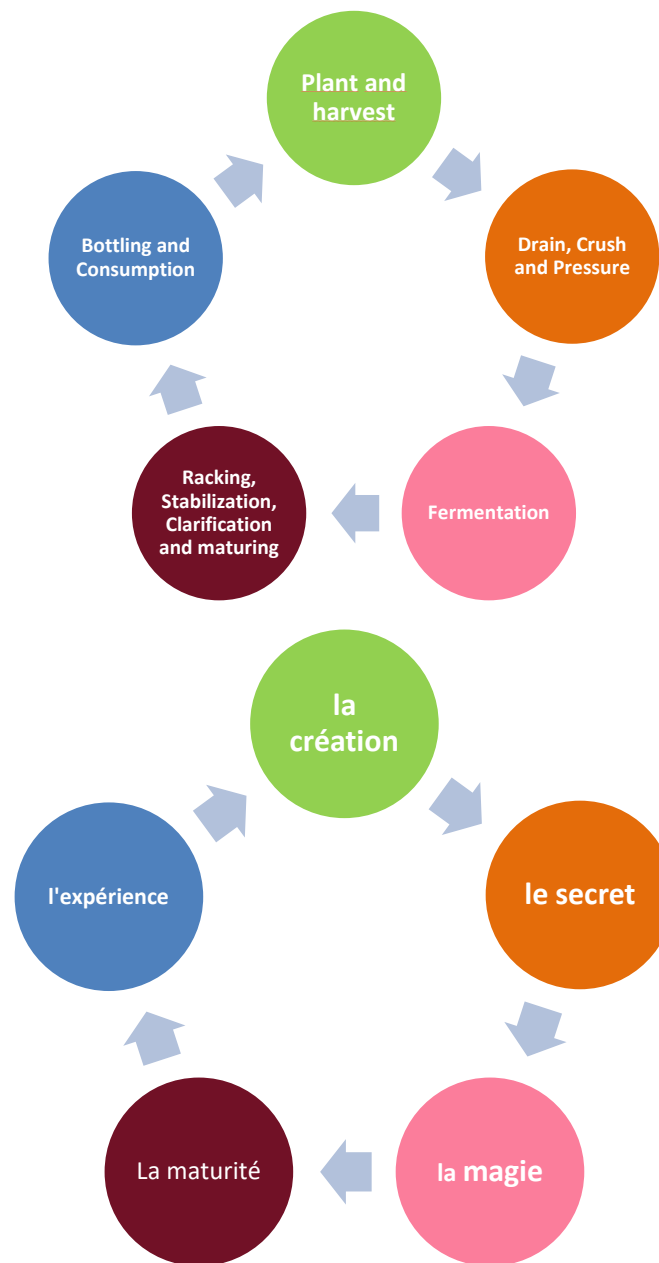 Plant and
harvest
Bottling and
Consumption
Drain, Crush
and Pressure
Racking,
Stabilization,
Clarification
and maturing
Fermentation
la
création
l'expérience
le secret
La maturité
la magie